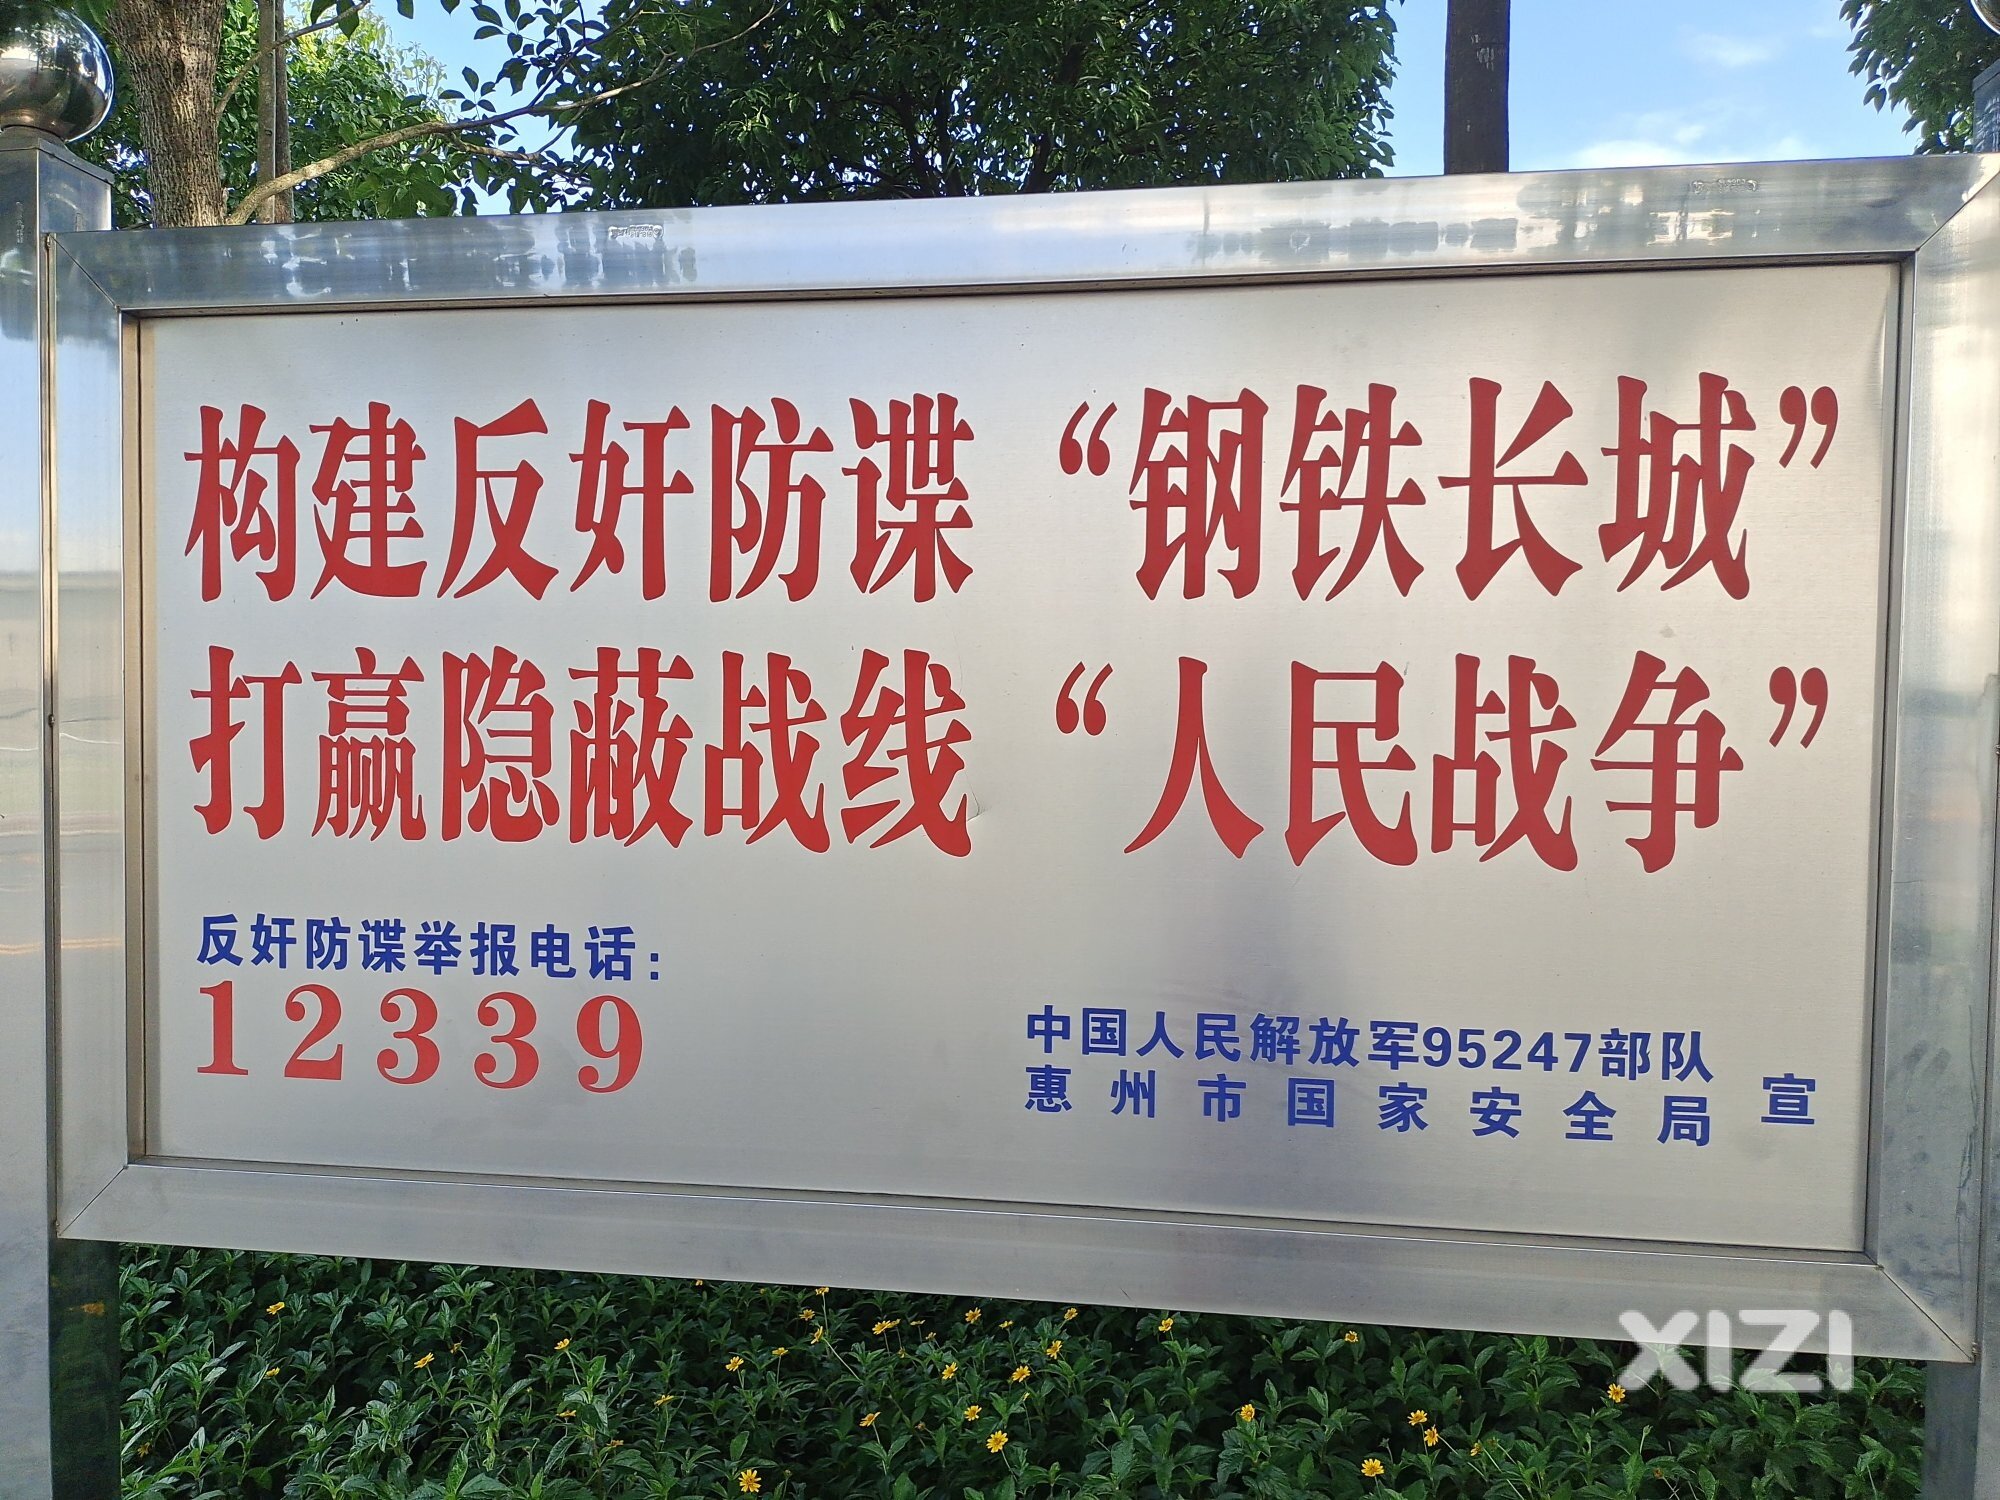 构建反奸防谍“钢铁长城”
打赢隐蔽战线“人民战争”
反奸防谍举报电话：
12339
中国人民解放军95247部队
惠州市国家安全局 宣
XIZI